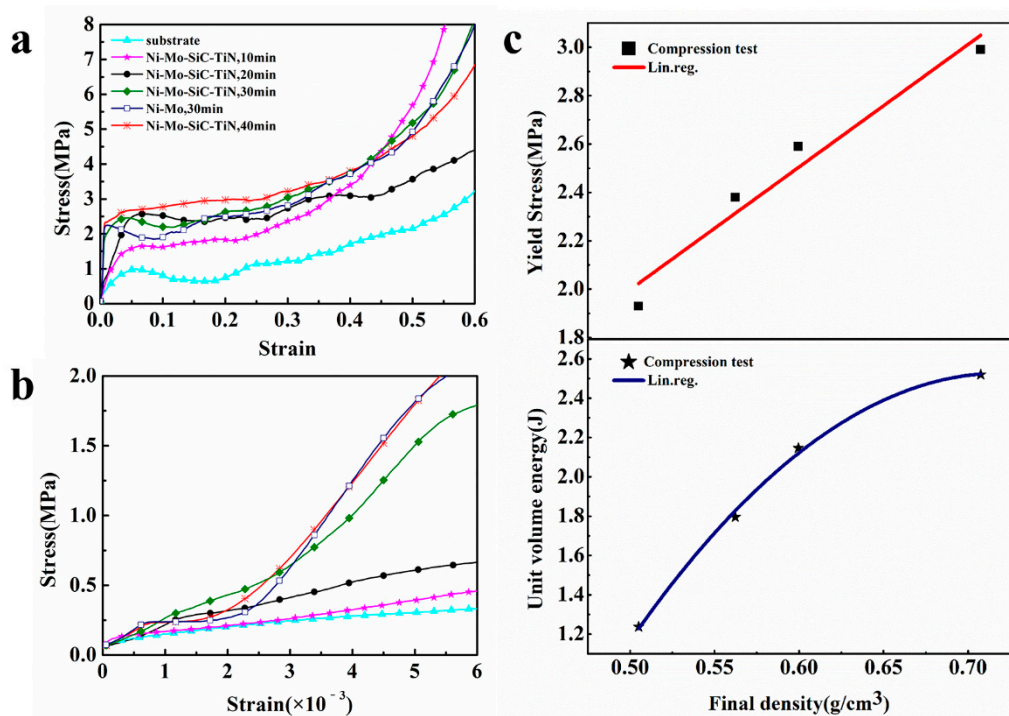 a
8
7
6
5
4
3
2
1
0
Stress(MPa)
substrate
Ni-Mo-SiC-TiN,10min
Ni-Mo-SiC-TiN,20min
Ni-Mo-SiC-TiN,30min
Ni-Mo,30min
Ni-Mo-SiC-TiN,40min
0.0 0.1 0.2 0.3 0.4 0.5 0.6
Strain
b
2.0
1.5
1.0
0.5
0.0
Stress(MPa)
0 1 2 3 4 5 6
Strain(×10⁻³)
c
3.0
2.8
2.6
2.4
2.2
2.0
1.8
Yield Stress(MPa)
Compression test
Lin.reg.
2.6
2.4
2.2
2.0
1.8
1.6
1.4
1.2
Unit volume energy(J)
Compression test
Lin.reg.
0.50 0.55 0.60 0.65 0.70
Final density(g/cm³)